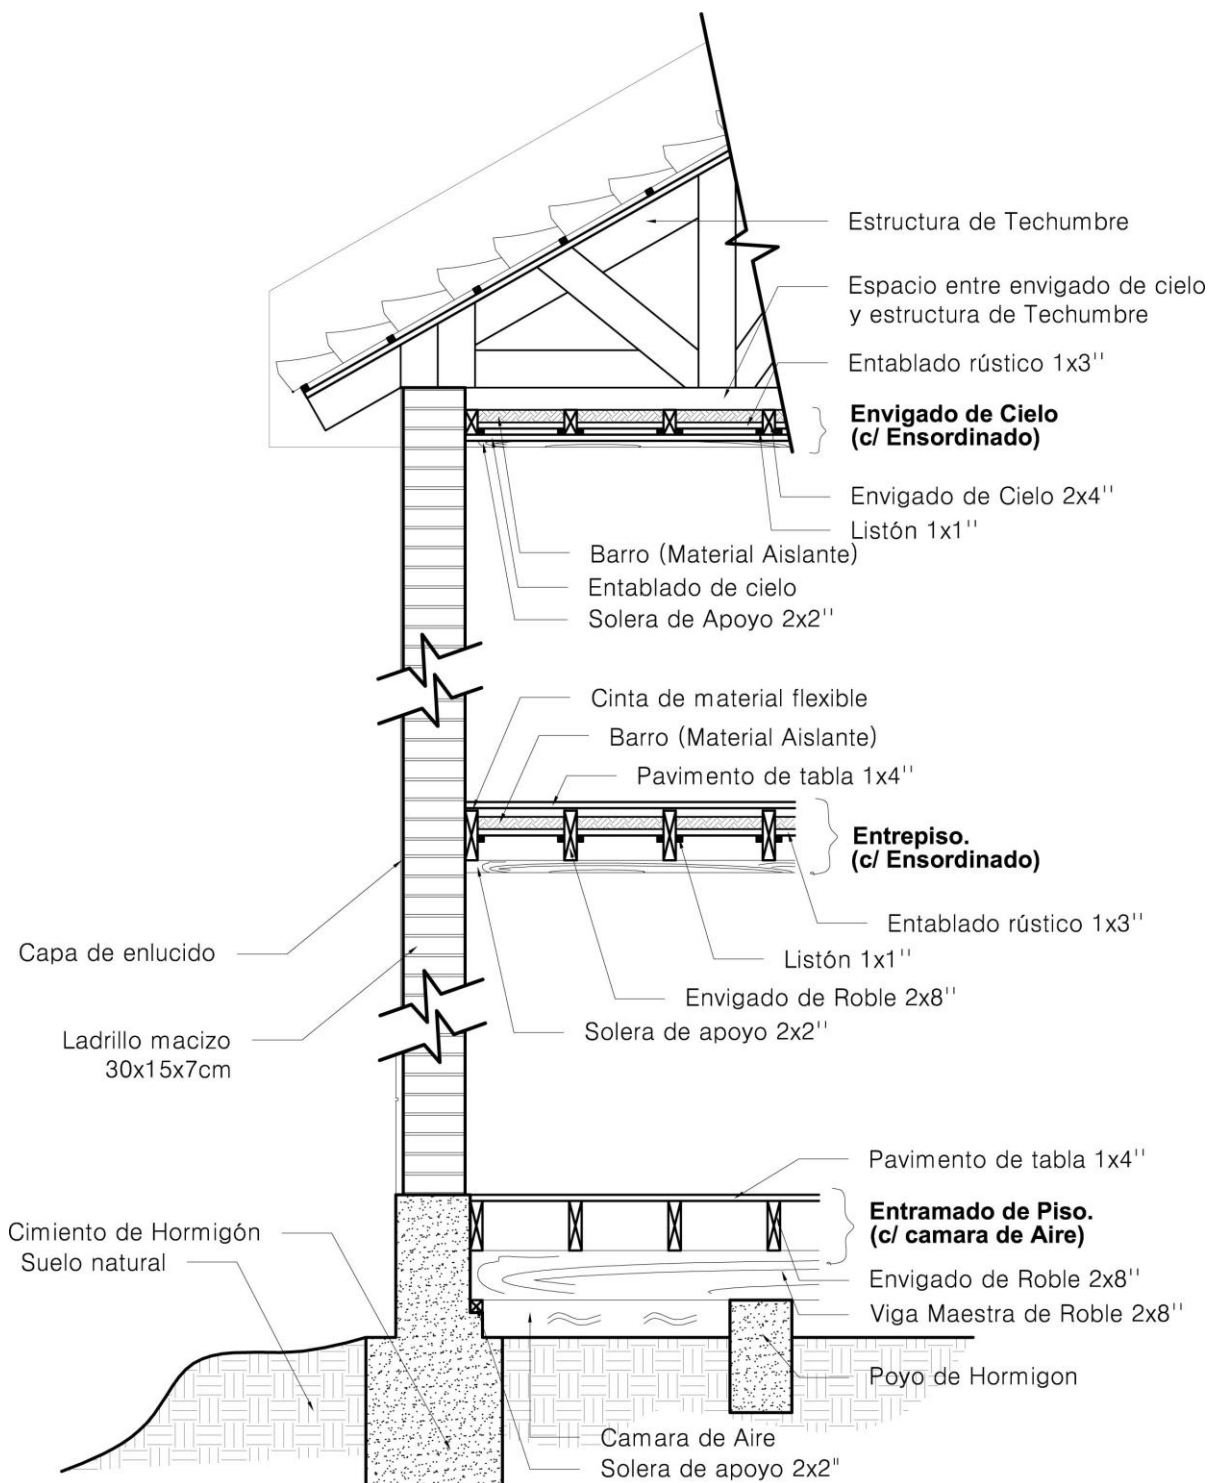 Estructura de Techumbre
Espacio entre envigado de cielo
y estructura de Techumbre
Entablado rústico 1x3''
Envigado de Cielo
(c/ Ensordinado)
Envigado de Cielo 2x4''
Listón 1x1''
Barro (Material Aislante)
Entablado de cielo
Solera de Apoyo 2x2''
Cinta de material flexible
Barro (Material Aislante)
Pavimento de tabla 1x4''
Entrepiso.
(c/ Ensordinado)
Entablado rústico 1x3''
Listón 1x1''
Envigado de Roble 2x8''
Solera de apoyo 2x2''
Capa de enlucido
Ladrillo macizo
30x15x7cm
Pavimento de tabla 1x4''
Entramado de Piso.
(c/ camara de Aire)
Cimiento de Hormigón
Suelo natural
Envigado de Roble 2x8''
Viga Maestra de Roble 2x8''
Poyo de Hormigon
Camara de Aire
Solera de apoyo 2x2"